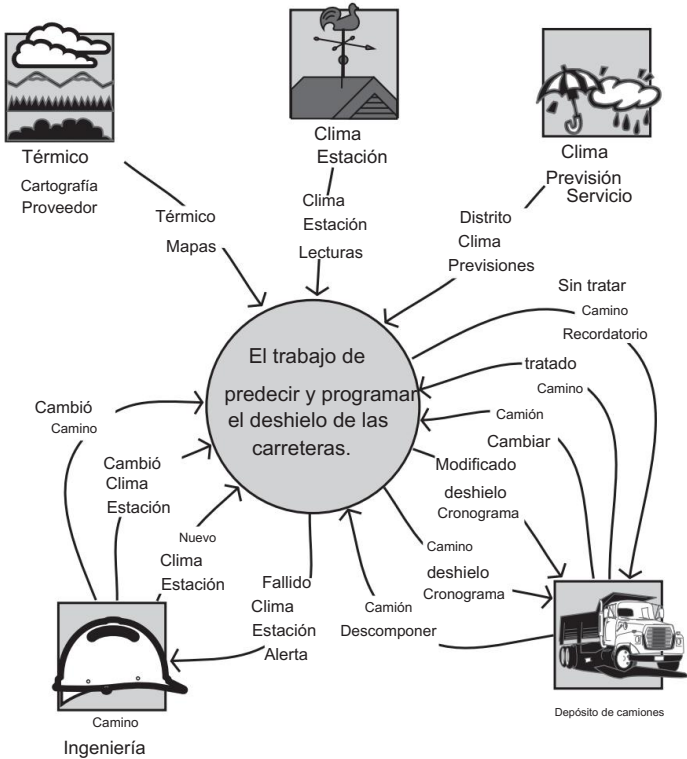 Térmico
Cartografía
Proveedor
Clima
Estación
Clima
Previsión
Servicio
Térmico
Mapas
Clima
Estación
Lecturas
Distrito
Clima
Previsiones
Sin tratar
Camino
Recordatorio
El trabajo de
predecir y programar
el deshielo de las
carreteras.
tratado
Camino
Camión
Cambiar
Modificado
deshielo
Cronograma
Camino
deshielo
Cronograma
Camión
Descomponer
Cambió
Camino
Cambió
Clima
Estación
Nuevo
Clima
Estación
Fallido
Clima
Estación
Alerta
Camino
Ingeniería
Depósito de camiones